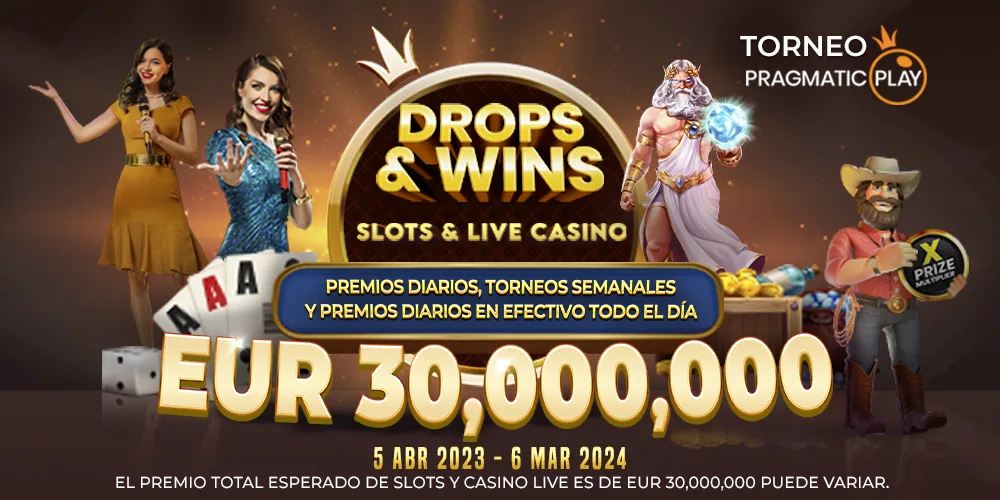 TORNEO
PRAGMATIC PLAY
DROPS
& WINS
SLOTS & LIVE CASINO
X
PRIZE
MULTIPLIER
PREMIOS DIARIOS, TORNEOS SEMANALES
Y PREMIOS DIARIOS EN EFECTIVO TODO EL DÍA
A A A
EUR 30,000,000
5 ABR 2023 - 6 MAR 2024
EL PREMIO TOTAL ESPERADO DE SLOTS Y CASINO LIVE ES DE EUR 30,000,000 PUEDE VARIAR.